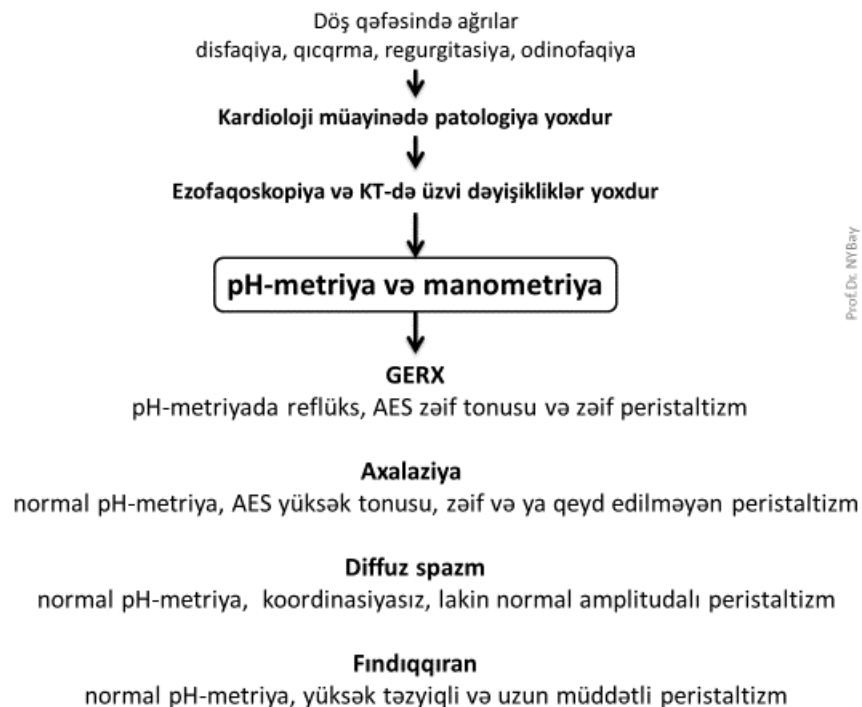 Döş qəfəsində ağrılar
disfaqiya, qıcqrma, regurgitasiya, odinofaqiya
Kardioloji müayinədə patologiya yoxdur
Ezofaqoskopiya və KT-də üzvi dəyişikliklər yoxdur
pH-metriya və manometriya
GERX
pH-metriyada reflüks, AES zəif tonusu və zəif peristaltizm
Axalaziya
normal pH-metriya, AES yüksək tonusu, zəif və ya qeyd edilməyən peristaltizm
Diffuz spazm
normal pH-metriya, koordinasiyasız, lakin normal amplitudalı peristaltizm
Fındıqqıran
normal pH-metriya, yüksək təzyiqli və uzun müddətli peristaltizm
Prof.Dr. NYBəy